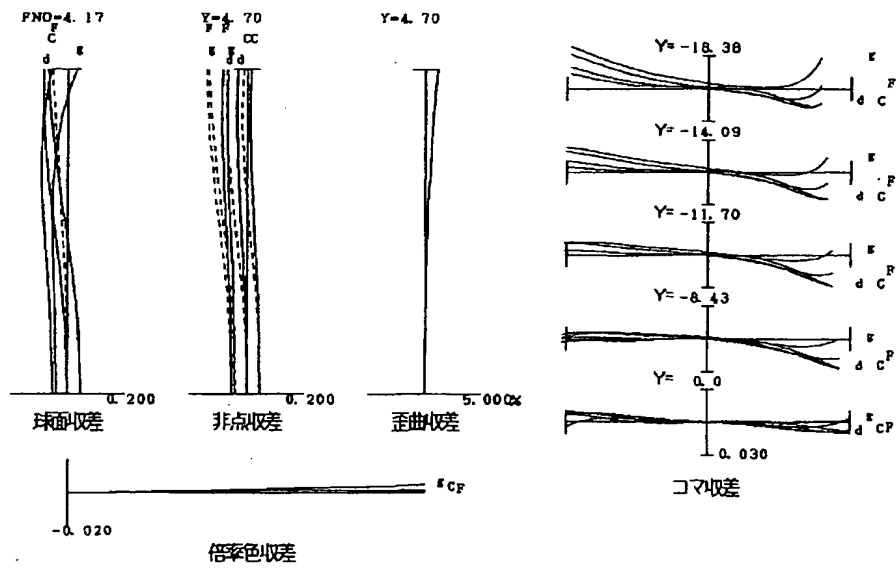 FNO=4. 17
F
C
d
g
0. 200
球面収差
Y=4. 70
F F
g g CC
d d
0. 200
非点収差
Y=4. 70
5. 000%
歪曲収差
-0. 020
g C F
倍率色収差
Y= -18. 38
g
F
d C
Y= -14. 09
g
F
d C
Y= -11. 70
g
F
d C
Y= -8. 43
g
F
d C
Y= 0. 0
g
d C F
0. 030
コマ収差